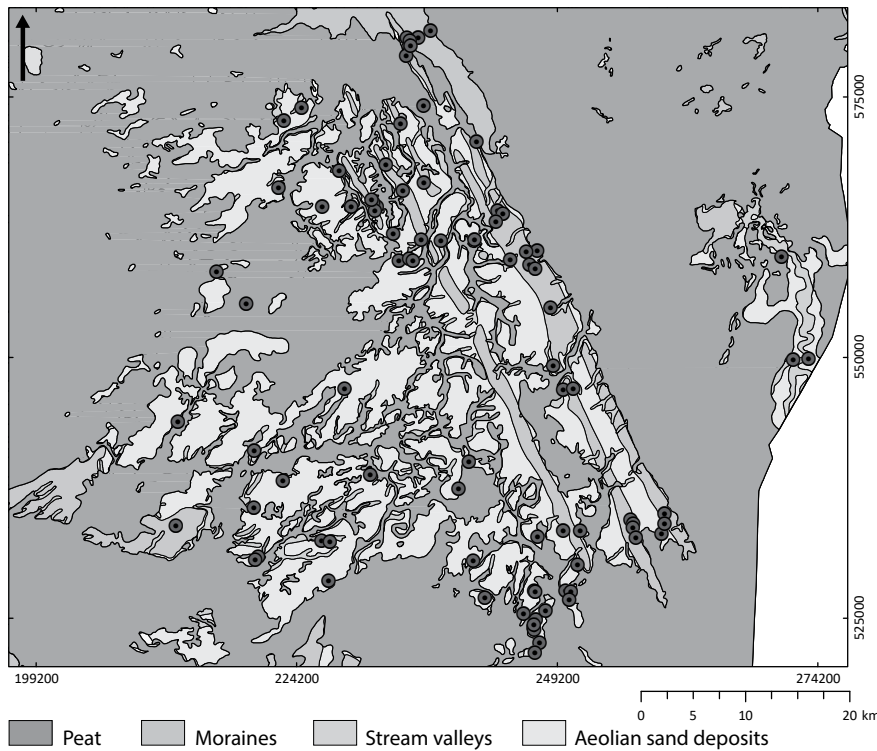 575000
550000
525000
199200 224200 249200 274200
0 5 10 20 km
Peat Moraines Stream valleys Aeolian sand deposits